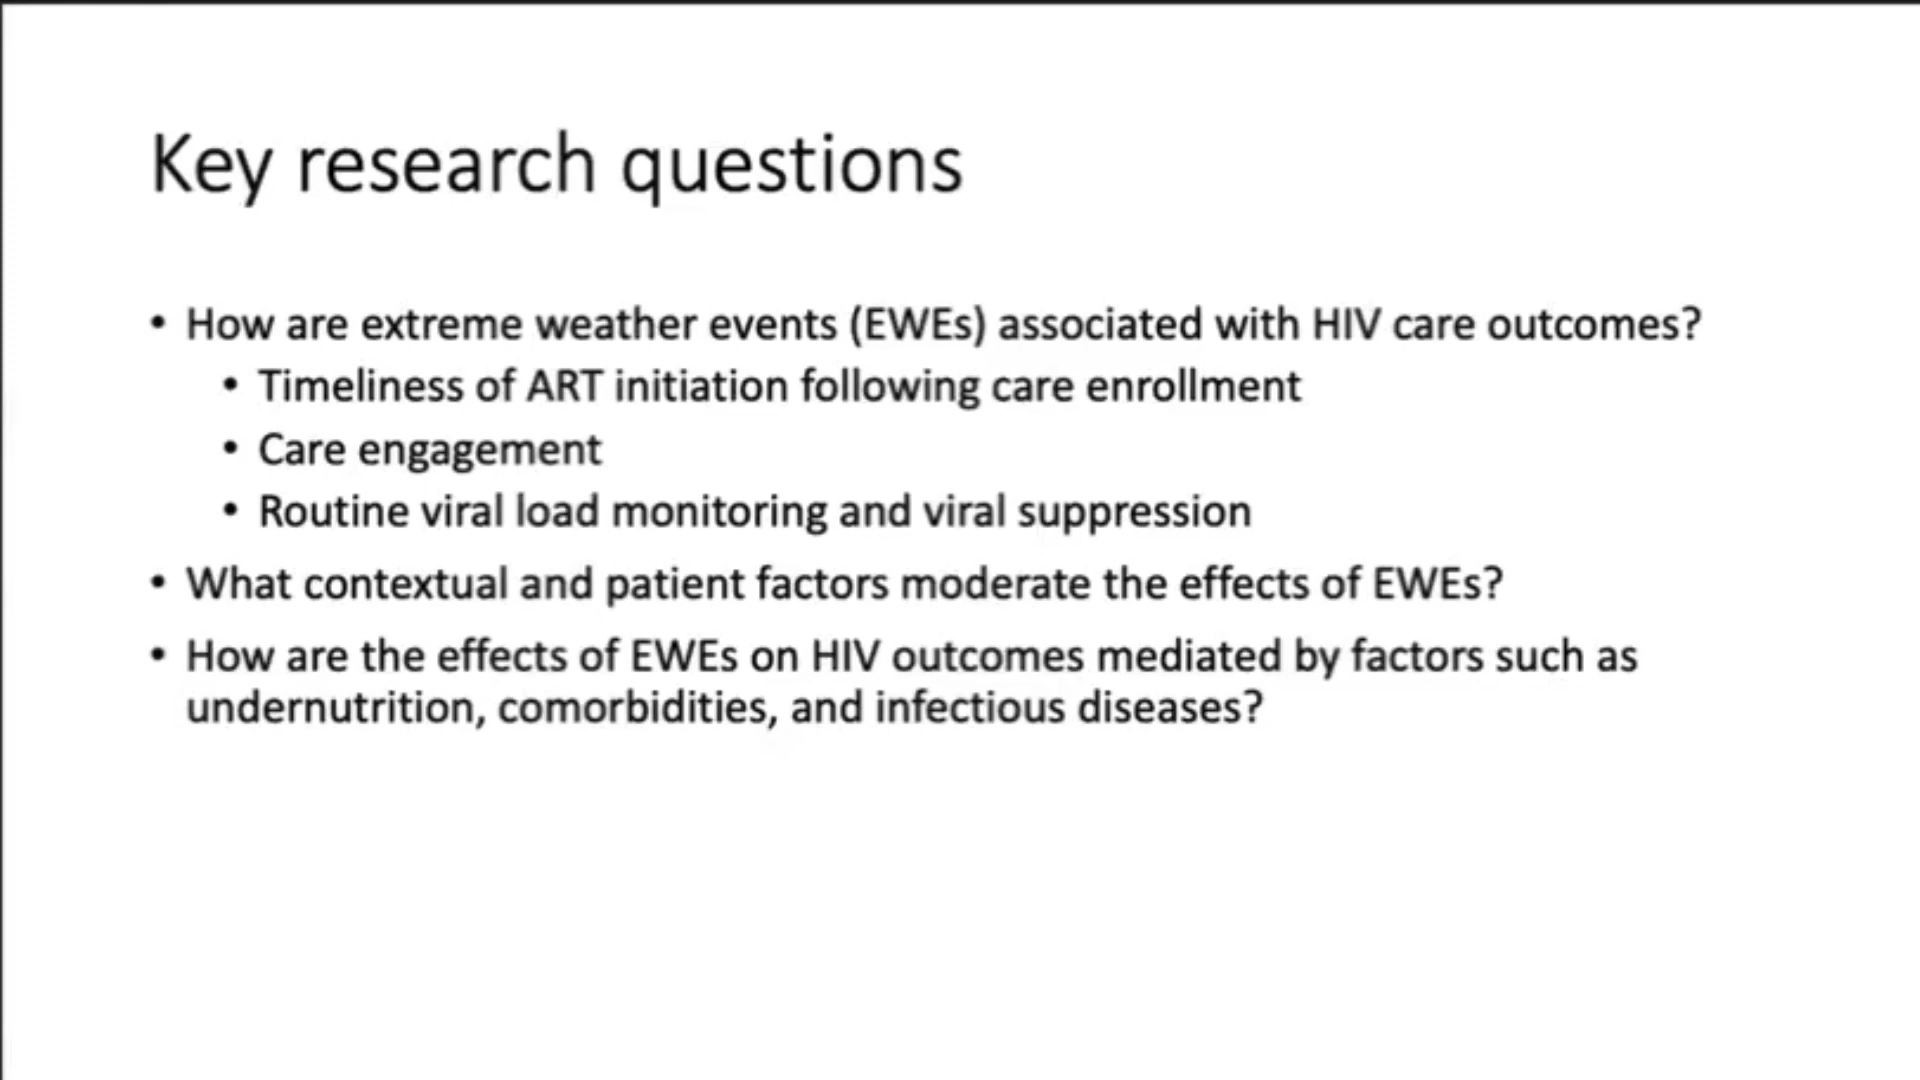 Key research questions
• How are extreme weather events (EWEs) associated with HIV care outcomes?
• Timeliness of ART initiation following care enrollment
• Care engagement
• Routine viral load monitoring and viral suppression
• What contextual and patient factors moderate the effects of EWEs?
• How are the effects of EWEs on HIV outcomes mediated by factors such as
undernutrition, comorbidities, and infectious diseases?